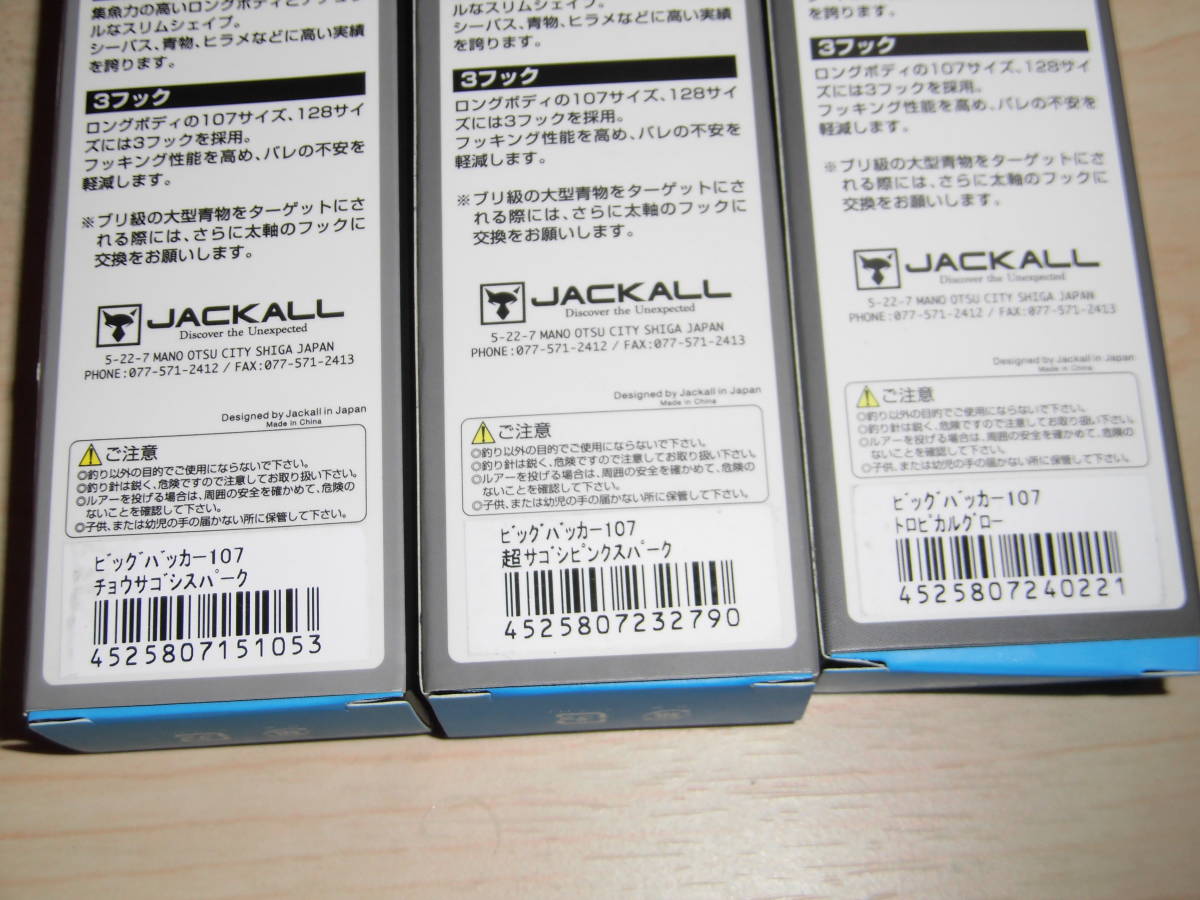 集魚力の高いロングボディとナチュラ
ルなスリムシェイプ。
シーバス、青物、ヒラメなどに高い実績
を誇ります。
3フック
ロングボディの107サイズ、128サイ
ズには3フックを採用。
フッキング性能を高め、バレの不安を
軽減します。
※ブリ級の大型青物をターゲットにさ
れる際には、さらに太軸のフックに
交換をお願いします。
JACKALL
Discover the Unexpected
5-22-7 MANO OTSU CITY SHIGA JAPAN
PHONE:077-571-2412 / FAX:077-571-2413
Designed by Jackall in Japan
Made in China
ご注意
◎釣り以外の目的でご使用にならないで下さい。
◎釣り針は鋭く、危険ですので注意してお取り扱い下さい。
◎ルアーを投げる場合は、周囲の安全を確かめて、危険の
ないことを確認して下さい。
◎子供、または幼児の手の届かない所に保管して下さい。
ビッグバッカー107
チョウサゴシスパーク
4525807151053
ルなスリムシェイプ。
シーバス、青物、ヒラメなどに高い実績
を誇ります。
3フック
ロングボディの107サイズ、128サイ
ズには3フックを採用。
フッキング性能を高め、バレの不安を
軽減します。
※ブリ級の大型青物をターゲットにさ
れる際には、さらに太軸のフックに
交換をお願いします。
JACKALL
Discover the Unexpected
5-22-7 MANO OTSU CITY SHIGA JAPAN
PHONE:077-571-2412 / FAX:077-571-2413
Designed by Jackall in Japan
Made in China
ご注意
◎釣り以外の目的でご使用にならないで下さい。
◎釣り針は鋭く、危険ですので注意してお取り扱い下さい。
◎ルアーを投げる場合は、周囲の安全を確かめて、危険の
ないことを確認して下さい。
◎子供、または幼児の手の届かない所に保管して下さい。
ビッグバッカー107
超サゴシピンクスパーク
4525807232790
を誇ります。
3フック
ロングボディの107サイズ、128サイ
ズには3フックを採用。
フッキング性能を高め、バレの不安を
軽減します。
※ブリ級の大型青物をターゲットにさ
れる際には、さらに太軸のフックに
交換をお願いします。
JACKALL
Discover the Unexpected
5-22-7 MANO OTSU CITY SHIGA JAPAN
PHONE:077-571-2412 / FAX:077-571-2413
Designed by Jackall in Japan
Made in China
ご注意
◎釣り以外の目的でご使用にならないで下さい。
◎釣り針は鋭く、危険ですので注意してお取り扱い下さい。
◎ルアーを投げる場合は、周囲の安全を確かめて、危険の
ないことを確認して下さい。
◎子供、または幼児の手の届かない所に保管して下さい。
ビッグバッカー107
トロピカルグロー
4525807240221